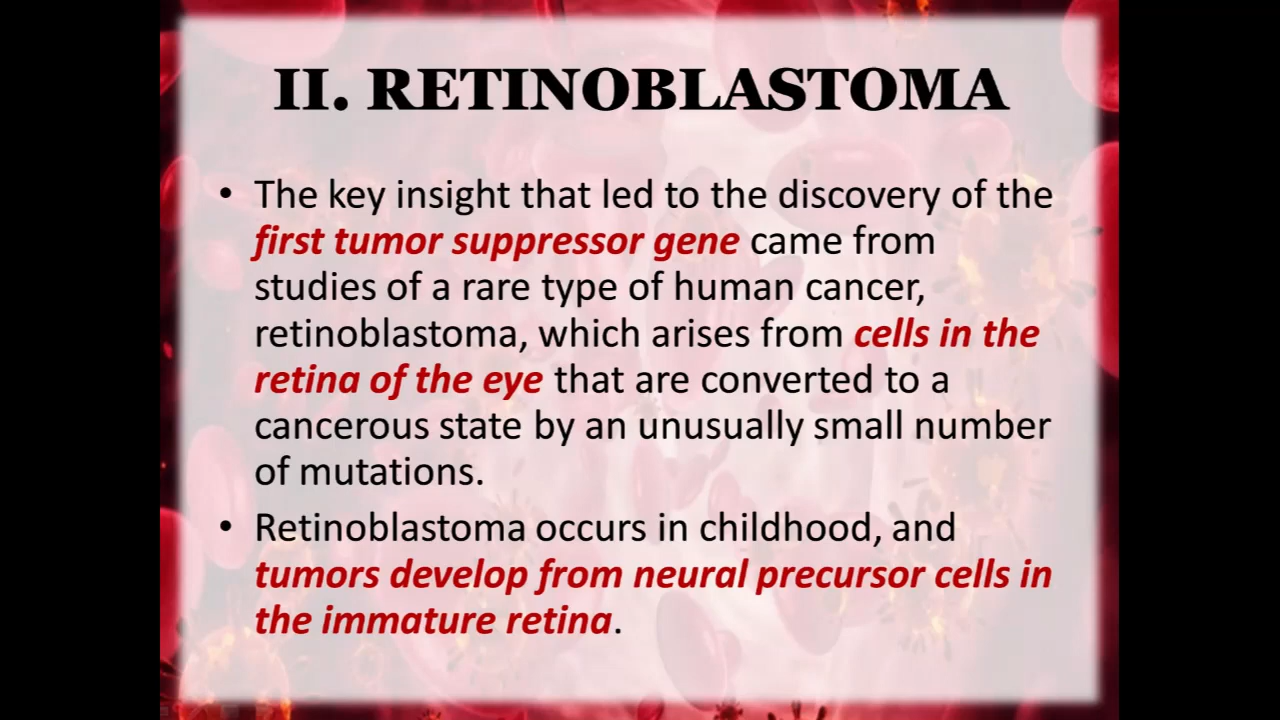 II. RETINOBLASTOMA
• The key insight that led to the discovery of the
first tumor suppressor gene came from
studies of a rare type of human cancer,
retinoblastoma, which arises from cells in the
retina of the eye that are converted to a
cancerous state by an unusually small number
of mutations.
• Retinoblastoma occurs in childhood, and
tumors develop from neural precursor cells in
the immature retina.